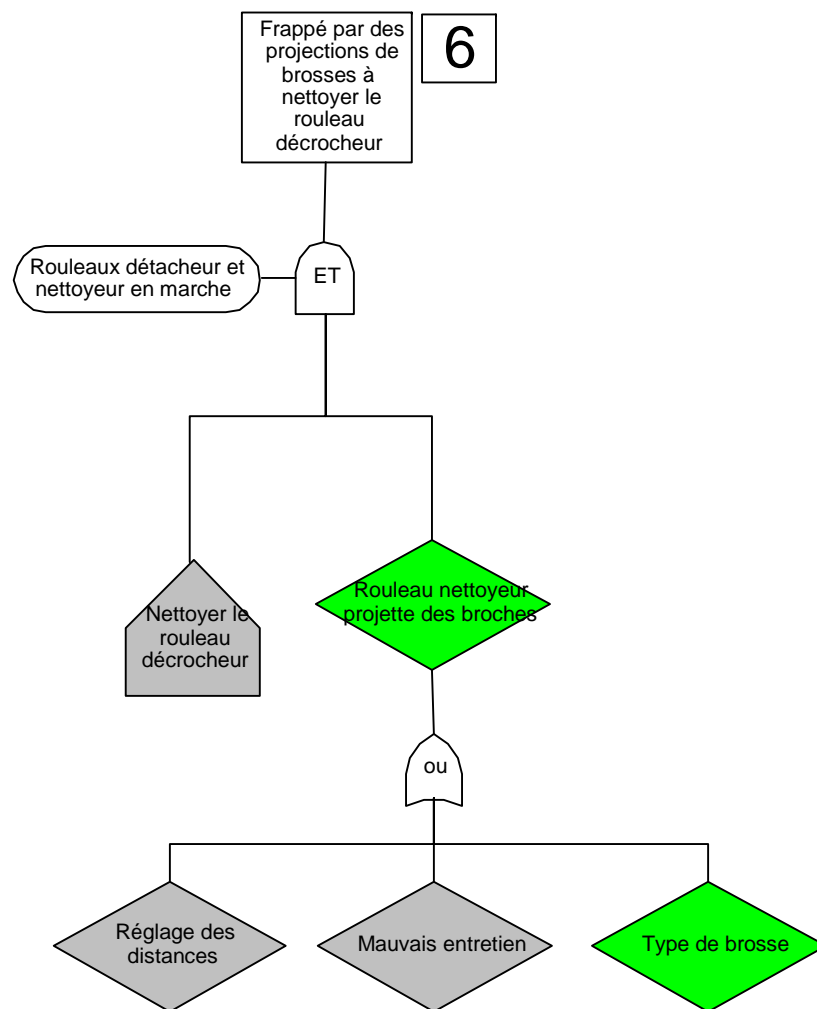 Frappé par des
projections de
brosses à
nettoyer le
rouleau
décrocheur
6
Rouleaux détacheur et
nettoyeur en marche
ET
Nettoyer le
rouleau
décrocheur
Rouleau nettoyeur
projette des broches
ou
Réglage des
distances
Mauvais entretien
Type de brosse